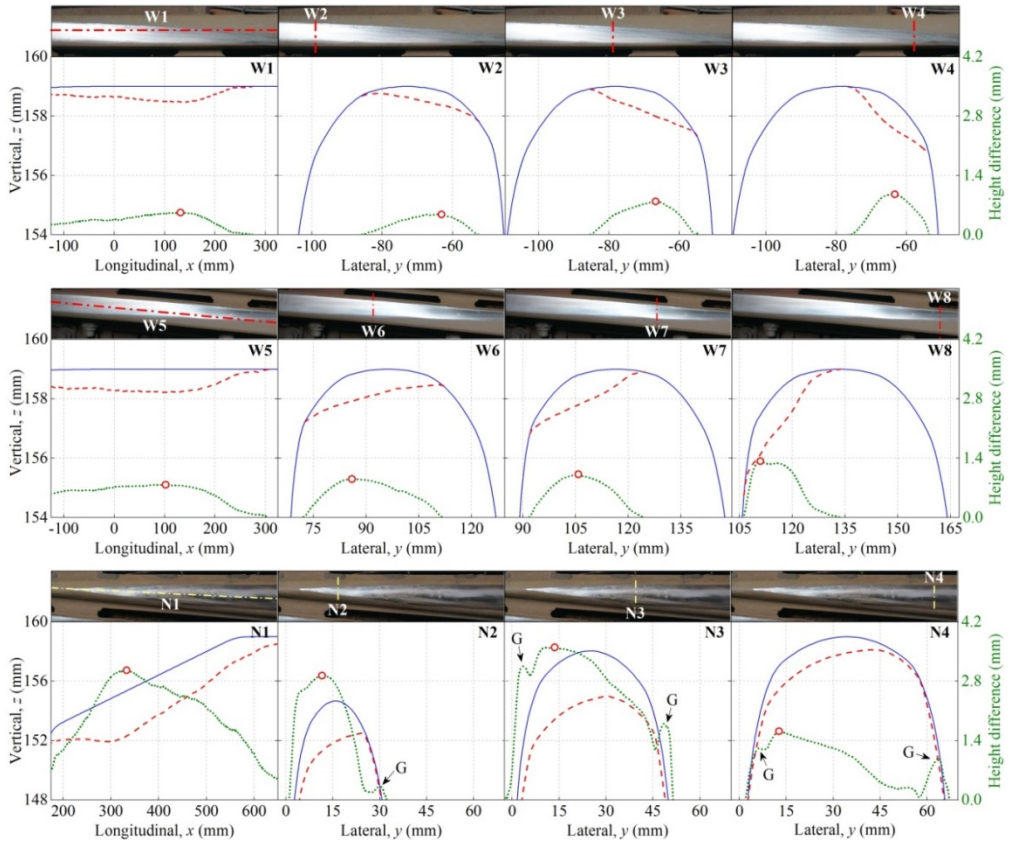 W1 W2 W3 W4
160 W1 W2 W3 W4 4.2
158 2.8
156 1.4
154 0.0
Vertical, z (mm)
Height difference (mm)
-100 0 100 200 300 -100 -80 -60 -100 -80 -60 -100 -80 -60
Longitudinal, x (mm) Lateral, y (mm) Lateral, y (mm) Lateral, y (mm)
W5 W6 W7 W8
160 W5 W6 W7 W8 4.2
158 2.8
156 1.4
154 0.0
Vertical, z (mm)
Height difference (mm)
-100 0 100 200 300 75 90 105 120 90 105 120 135 105 120 135 150 165
Longitudinal, x (mm) Lateral, y (mm) Lateral, y (mm) Lateral, y (mm)
N1 N2 N3 N4
160 N1 N2 N3 N4 4.2
G
156 2.8
G
152 1.4
G G G
148 0.0
Vertical, z (mm)
Height difference (mm)
200 300 400 500 600 0 15 30 45 0 15 30 45 60 0 15 30 45 60
Longitudinal, x (mm) Lateral, y (mm) Lateral, y (mm) Lateral, y (mm)